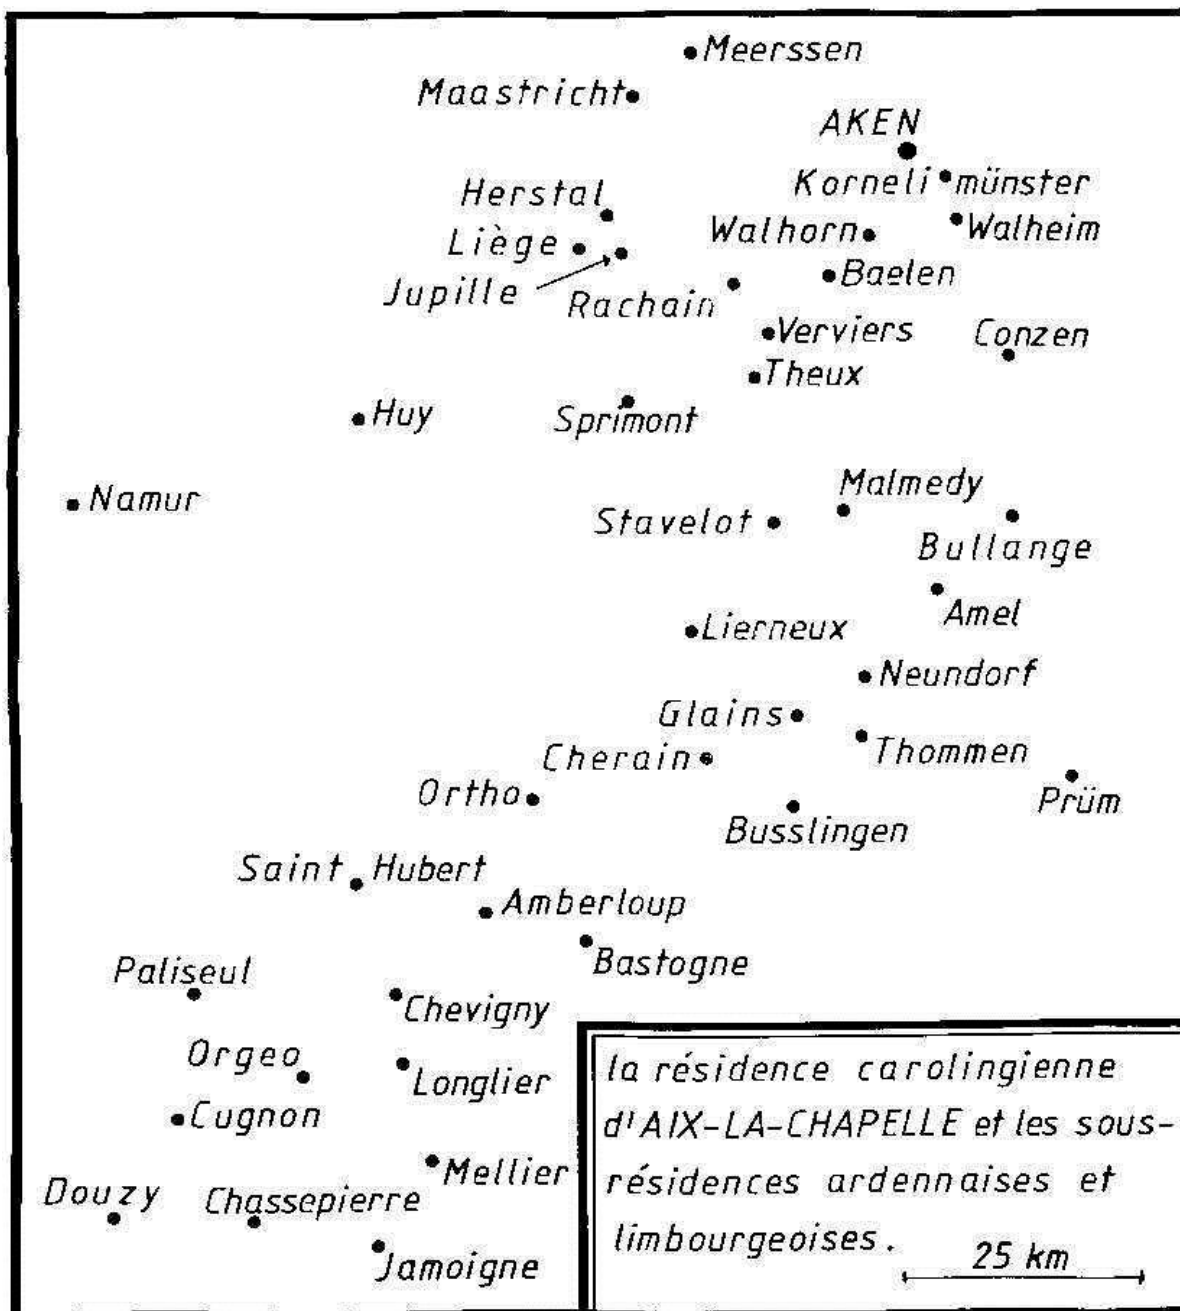 Meerssen
Maastricht
AKEN
Kornelimünster
Herstal
Walhorn
Walheim
Liège
Jupille
Rachain
Baelen
Verviers
Conzen
Theux
Huy
Sprimont
Namur
Malmedy
Stavelot
Bullange
Amel
Lierneux
Neundorf
Glains
Thommen
Cherain
Ortho
Prüm
Busslingen
Saint Hubert
Amberloup
Bastogne
Paliseul
Chevigny
Orgeo
Longlier
Cugnon
Mellier
Douzy
Chassepierre
Jamoigne
la résidence carolingienne
d'AIX-LA-CHAPELLE et les sous-
résidences ardennaises et
limbourgeoises.
25 km